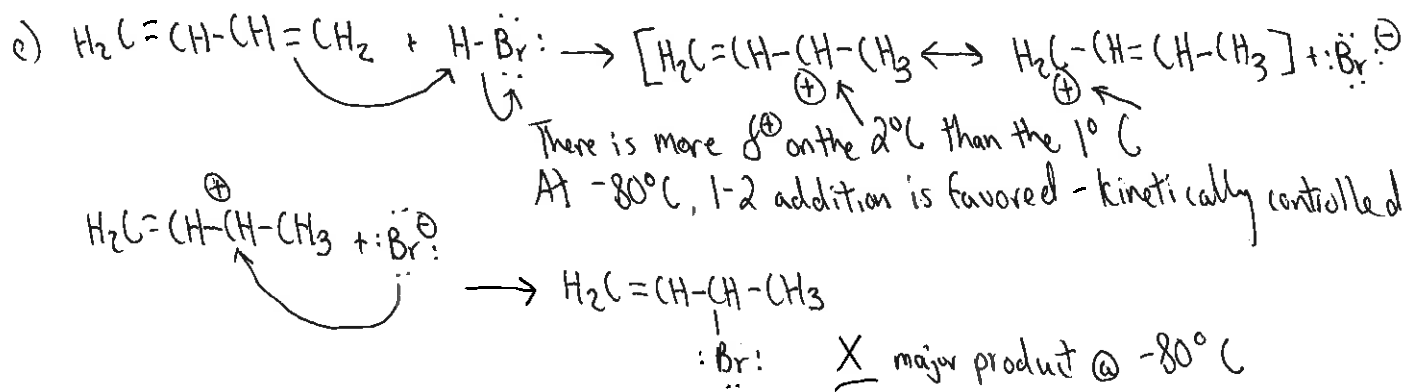 c) H₂C=CH-CH=CH₂ + H-Br: → [H₂C=CH-CH-CH₃ ↔ H₂C-CH=CH-CH₃] + :Br:⊖
⊕ ⊕
There is more δ⊕ on the 2°C than the 1° C
At -80°C, 1-2 addition is favored - kinetically controlled
⊕
H₂C=CH-CH-CH₃ + :Br:⊖
→ H₂C=CH-CH-CH₃
:Br: X major product @ -80°C